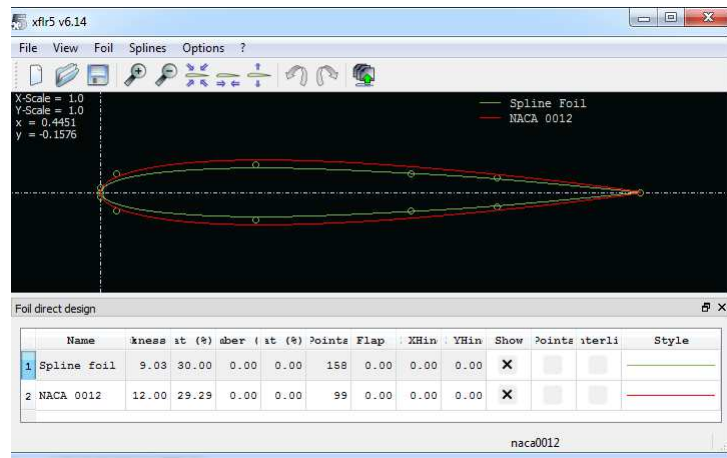 xflr5 v6.14
File View Foil Splines Options ?
X-Scale = 1.0
Y-Scale = 1.0
x = 0.4451
y = -0.1576
Spline Foil
NACA 0012
Foil direct design
Name kness at (%) mber ( at (%) Points Flap XHin YHin Show Points nterli Style
1 Spline foil 9.03 30.00 0.00 0.00 158 0.00 0.00 0.00
2 NACA 0012 12.00 29.29 0.00 0.00 99 0.00 0.00 0.00
naca0012